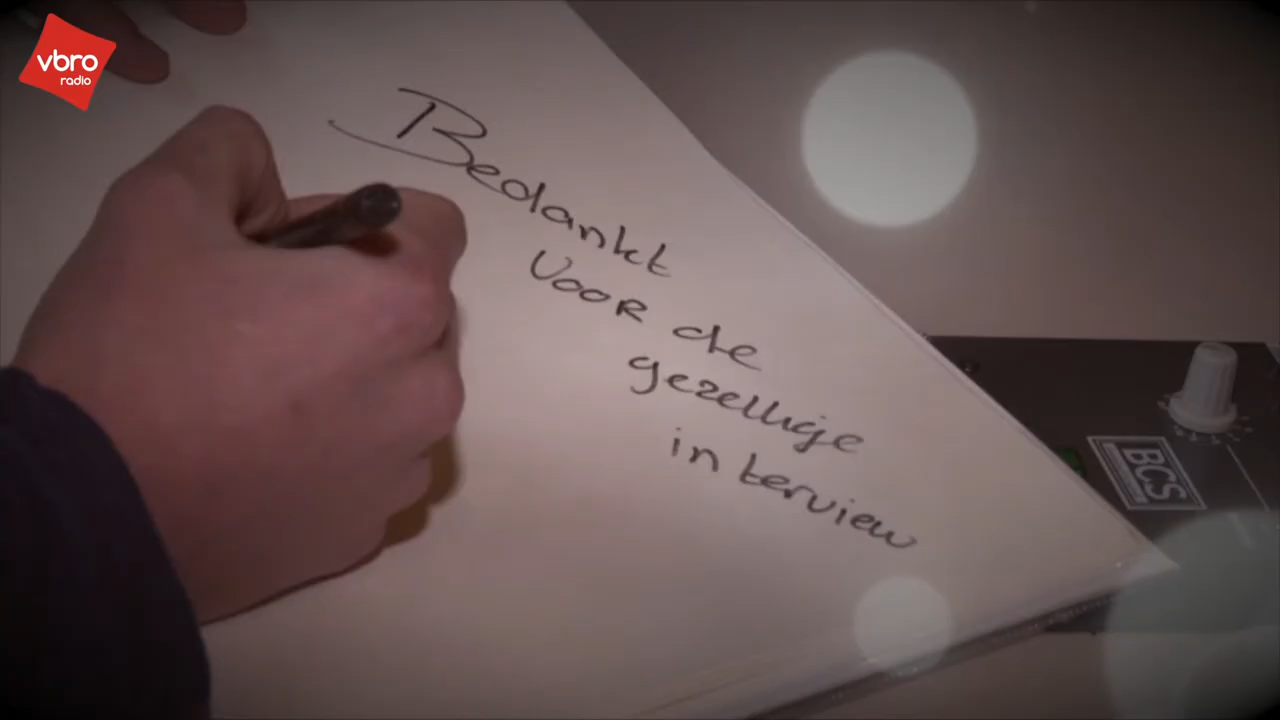 vbro
radio
Bedankt
voor de
gezellige
interview
BCS